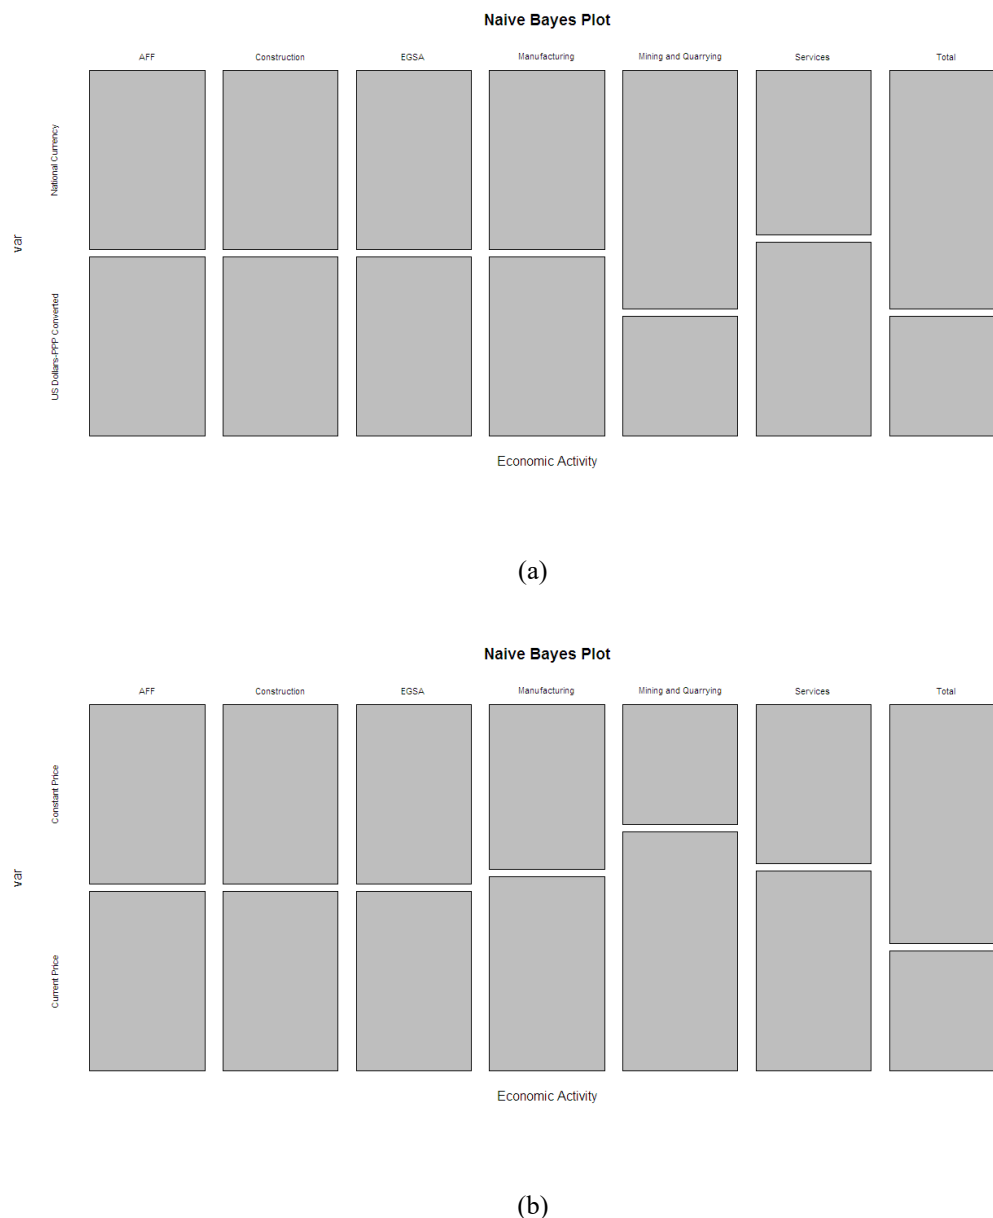 Naive Bayes Plot
AFF Construction EGSA Manufacturing Mining and Quarrying Services Total
National Currency
var
US Dollars-PPP Converted
Economic Activity
(a)
Naive Bayes Plot
AFF Construction EGSA Manufacturing Mining and Quarrying Services Total
Constant Price
var
Current Price
Economic Activity
(b)